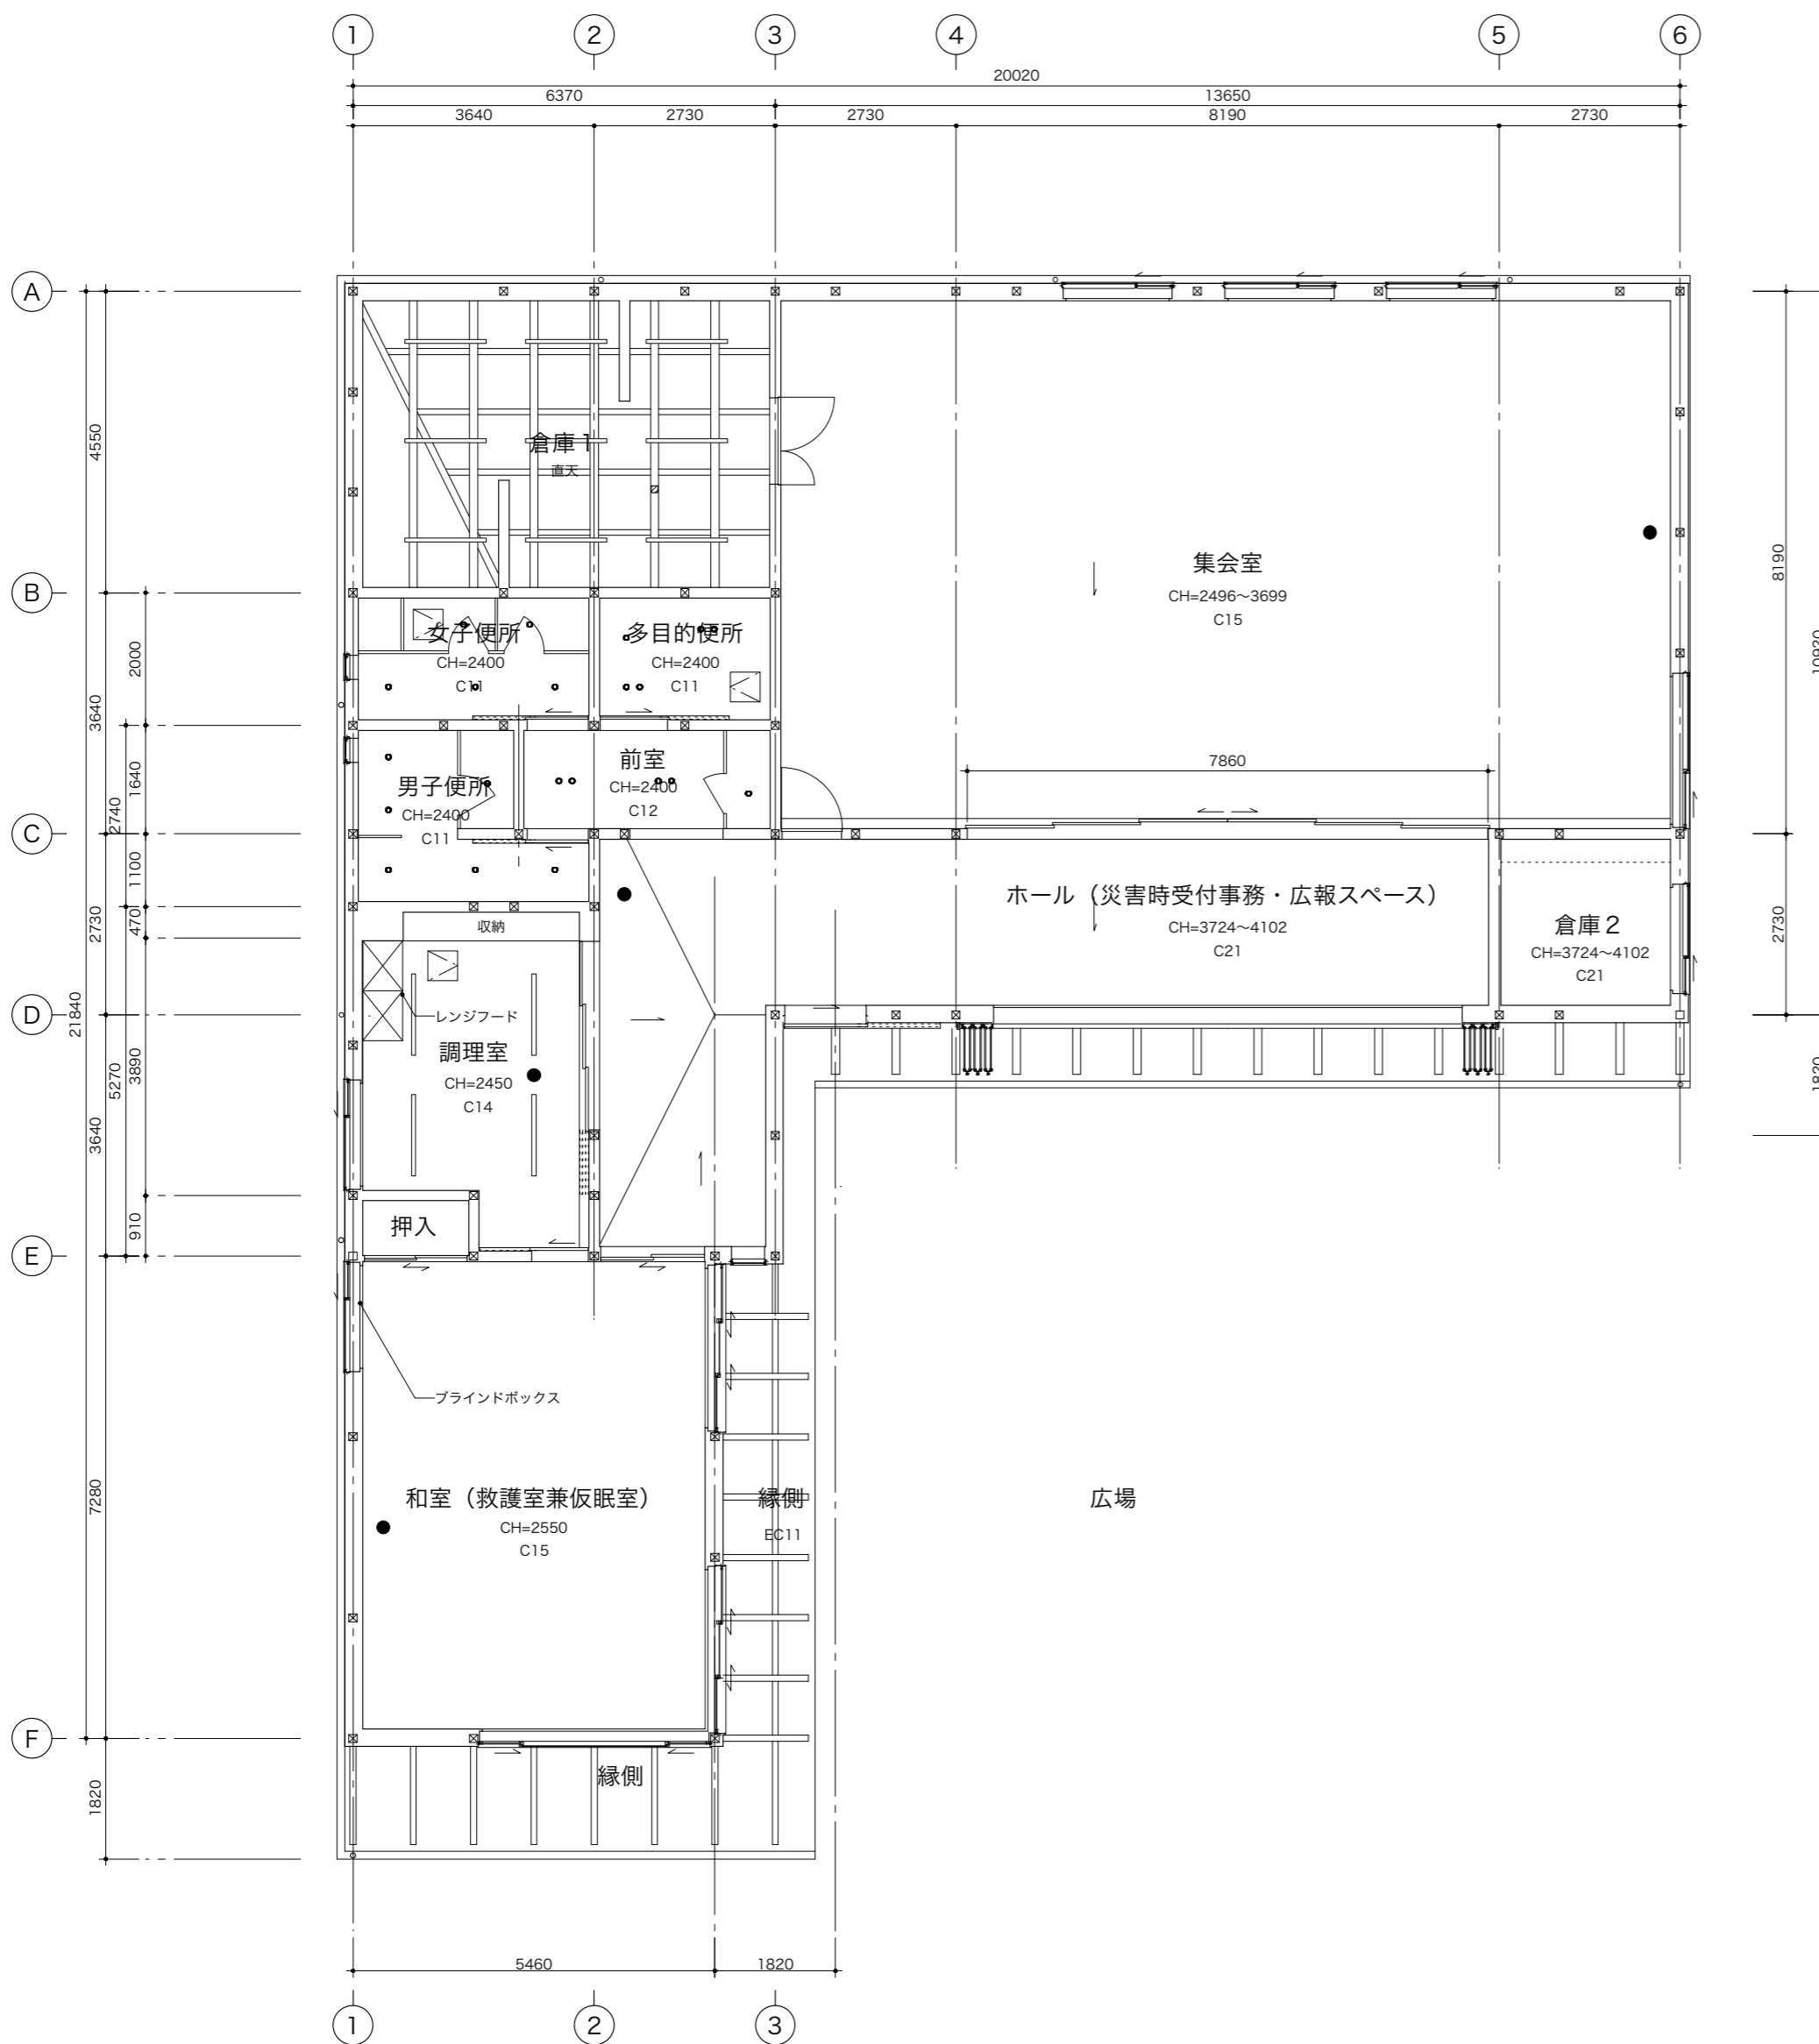 1 2 3 4 5 6
20020
6370 13650
3640 2730 2730 8190 2730
A
B
C
D
E
F
4550
3640
2730
3640
7280
1820
21840
2740
5270
2000
1640
1100
470
3890
910
8190
2730
10920
1820
倉庫１
直天
集会室
CH=2496〜3699
C15
女子便所
CH=2400
C11
多目的便所
CH=2400
C11
前室
CH=2400
C12
男子便所
CH=2400
C11
7860
ホール（災害時受付事務・広報スペース）
CH=3724〜4102
C21
倉庫２
CH=3724〜4102
C21
収納
レンジフード
調理室
CH=2450
C14
押入
ブラインドボックス
和室（救護室兼仮眠室）
CH=2550
C15
縁側
EC11
広場
縁側
5460 1820
1 2 3